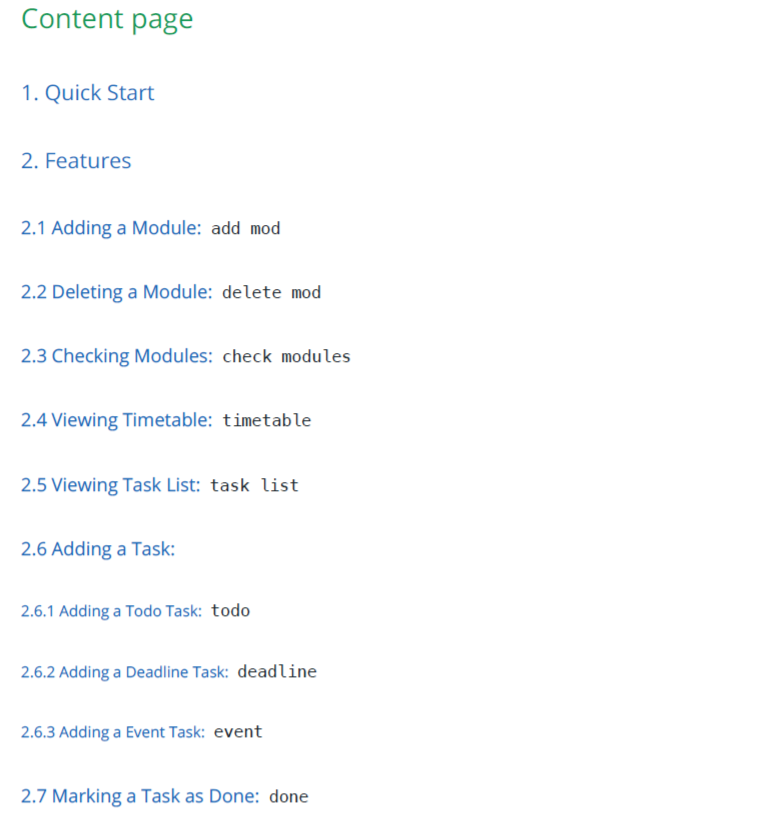 Content page
1. Quick Start
2. Features
2.1 Adding a Module: add mod
2.2 Deleting a Module: delete mod
2.3 Checking Modules: check modules
2.4 Viewing Timetable: timetable
2.5 Viewing Task List: task list
2.6 Adding a Task:
2.6.1 Adding a Todo Task: todo
2.6.2 Adding a Deadline Task: deadline
2.6.3 Adding a Event Task: event
2.7 Marking a Task as Done: done